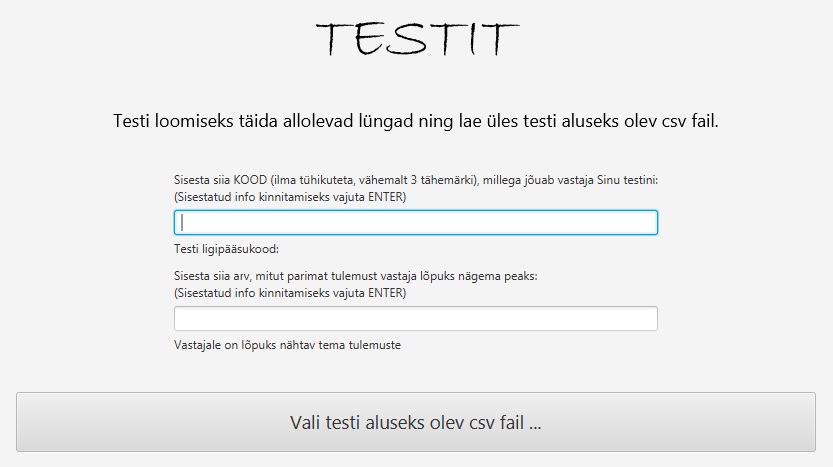 TESTIT
Testi loomiseks täida allolevad lüngad ning lae üles testi aluseks olev csv fail.
Sisesta siia KOOD (ilma tühikuteta, vähemalt 3 tähemärki), millega jõuab vastaja Sinu testini:
(Sisestatud info kinnitamiseks vajuta ENTER)
Testi ligipääsukood:
Sisesta siia arv, mitut parimat tulemust vastaja lõpuks nägema peaks:
(Sisestatud info kinnitamiseks vajuta ENTER)
Vastajale on lõpuks nähtav tema tulemuste
Vali testi aluseks olev csv fail ...